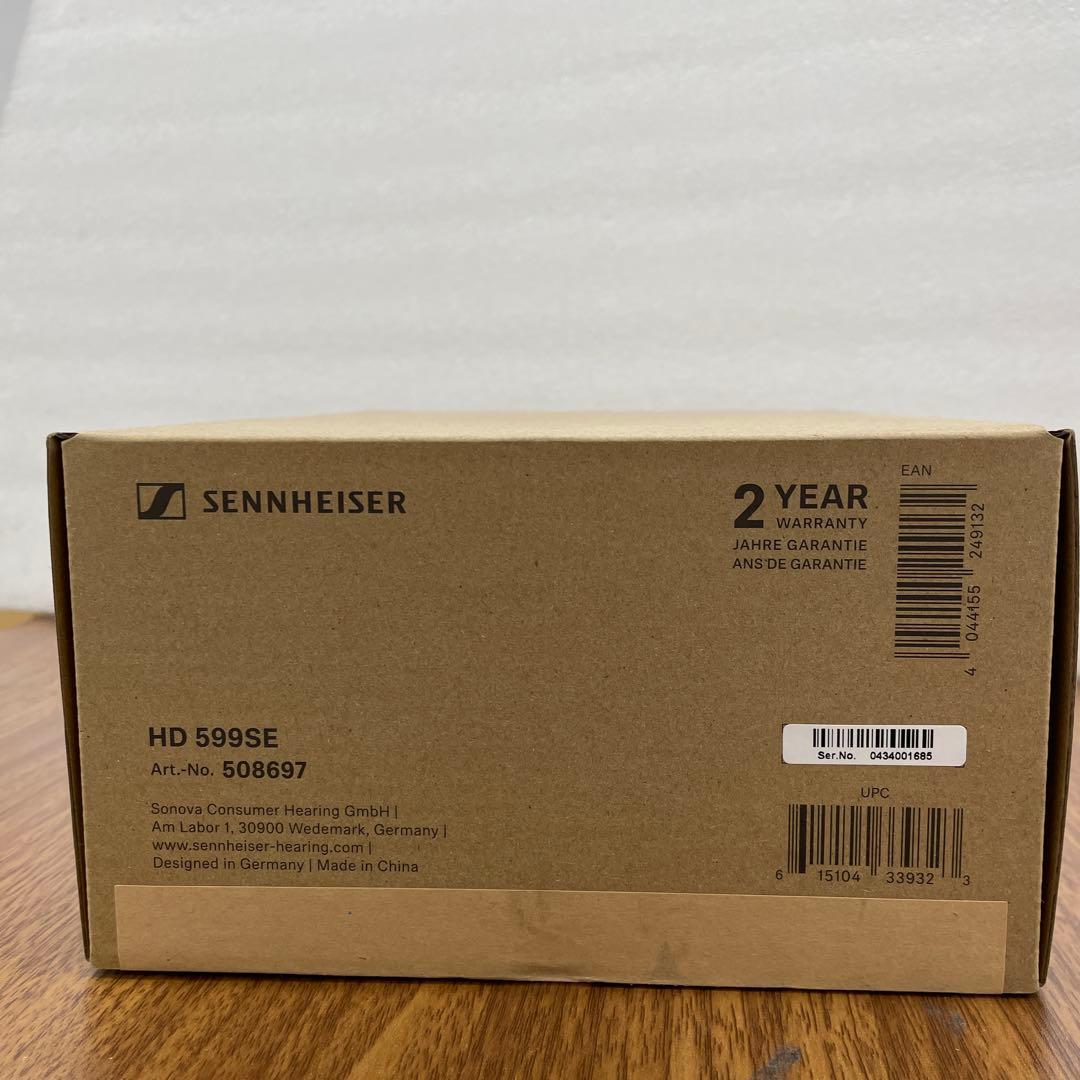 SENNHEISER
2 YEAR
WARRANTY
JAHRE GARANTIE
ANS DE GARANTIE
EAN
4 044155 249132
HD 599SE
Art.-No. 508697
Sonova Consumer Hearing GmbH |
Am Labor 1, 30900 Wedemark, Germany |
www.sennheiser-hearing.com |
Designed in Germany | Made in China
Ser.No. 0434001685
UPC
6 15104 33932 3